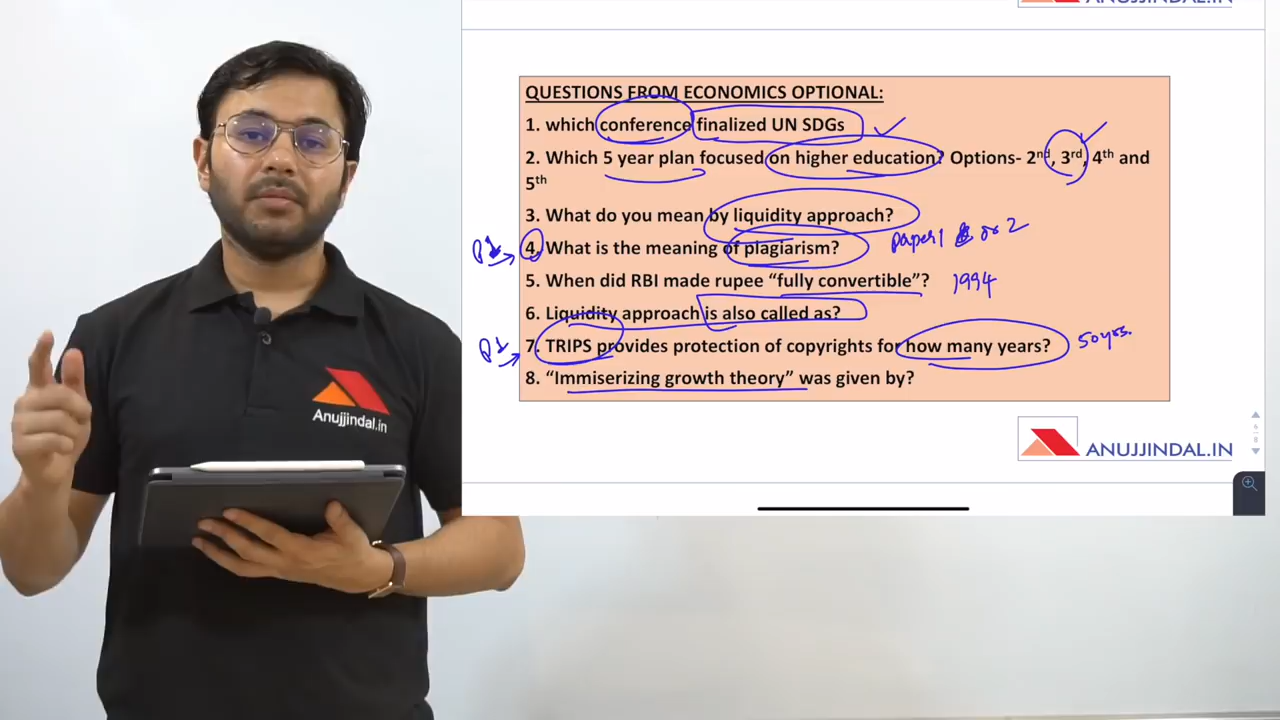 ANUJJINDAL.IN
QUESTIONS FROM ECONOMICS OPTIONAL:
1. which conference finalized UN SDGs
2. Which 5 year plan focused on higher education? Options- 2nd, 3rd, 4th and
5th
3. What do you mean by liquidity approach?
4. What is the meaning of plagiarism?
paper 1 or 2
5. When did RBI made rupee “fully convertible”?
1994
6. Liquidity approach is also called as?
7. TRIPS provides protection of copyrights for how many years?
50 yrs.
8. “Immiserizing growth theory” was given by?
Anujjindal.in
ANUJJINDAL.IN